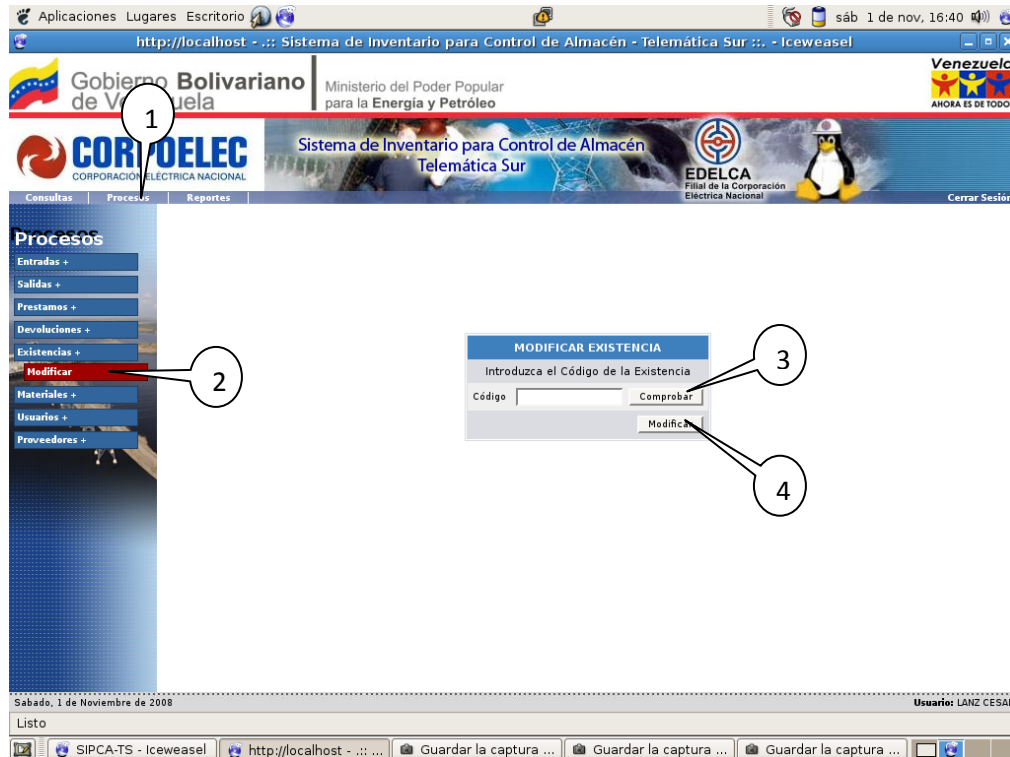 Aplicaciones Lugares Escritorio
sáb 1 de nov, 16:40
http://localhost - .:: Sistema de Inventario para Control de Almacén - Telemática Sur ::. - Iceweasel
Gobierno Bolivariano
de Venezuela
Ministerio del Poder Popular
para la Energía y Petróleo
Venezuela
AHORA ES DE TODO
1
CORPOELEC
CORPORACIÓN ELÉCTRICA NACIONAL
Sistema de Inventario para Control de Almacén
Telemática Sur
EDELCA
Filial de la Corporación
Eléctrica Nacional
Consultas Procesos Reportes
Cerrar Sesión
Procesos
Entradas +
Salidas +
Prestamos +
Devoluciones +
Existencias +
Modificar
Materiales +
Usuarios +
Proveedores +
2
MODIFICAR EXISTENCIA
Introduzca el Código de la Existencia
Código
Comprobar
Modificar
3
4
Sabado, 1 de Noviembre de 2008
Usuario: LANZ CESAR
Listo
SIPCA-TS - Iceweasel
http://localhost - .:: ...
Guardar la captura ...
Guardar la captura ...
Guardar la captura ...